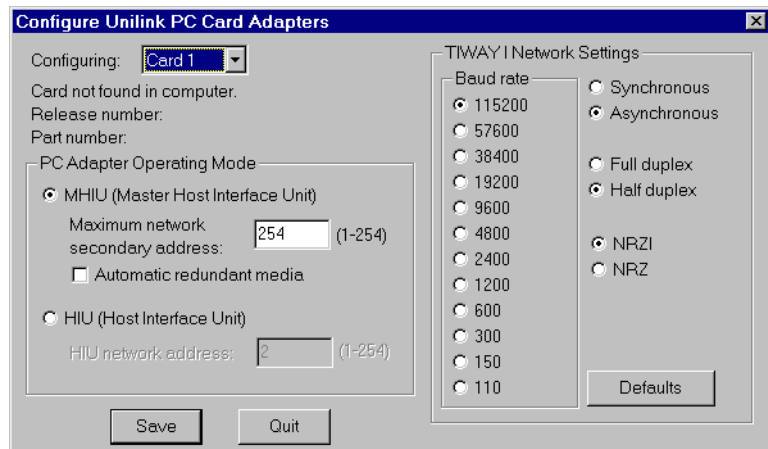 Configure Unilink PC Card Adapters
Configuring: Card 1
Card not found in computer.
Release number:
Part number:
PC Adapter Operating Mode
MHIU (Master Host Interface Unit)
Maximum network
secondary address: 254 (1-254)
Automatic redundant media
HIU (Host Interface Unit)
HIU network address: 2 (1-254)
Save Quit
TIWAY I Network Settings
Baud rate
115200
57600
38400
19200
9600
4800
2400
1200
600
300
150
110
Synchronous
Asynchronous
Full duplex
Half duplex
NRZI
NRZ
Defaults